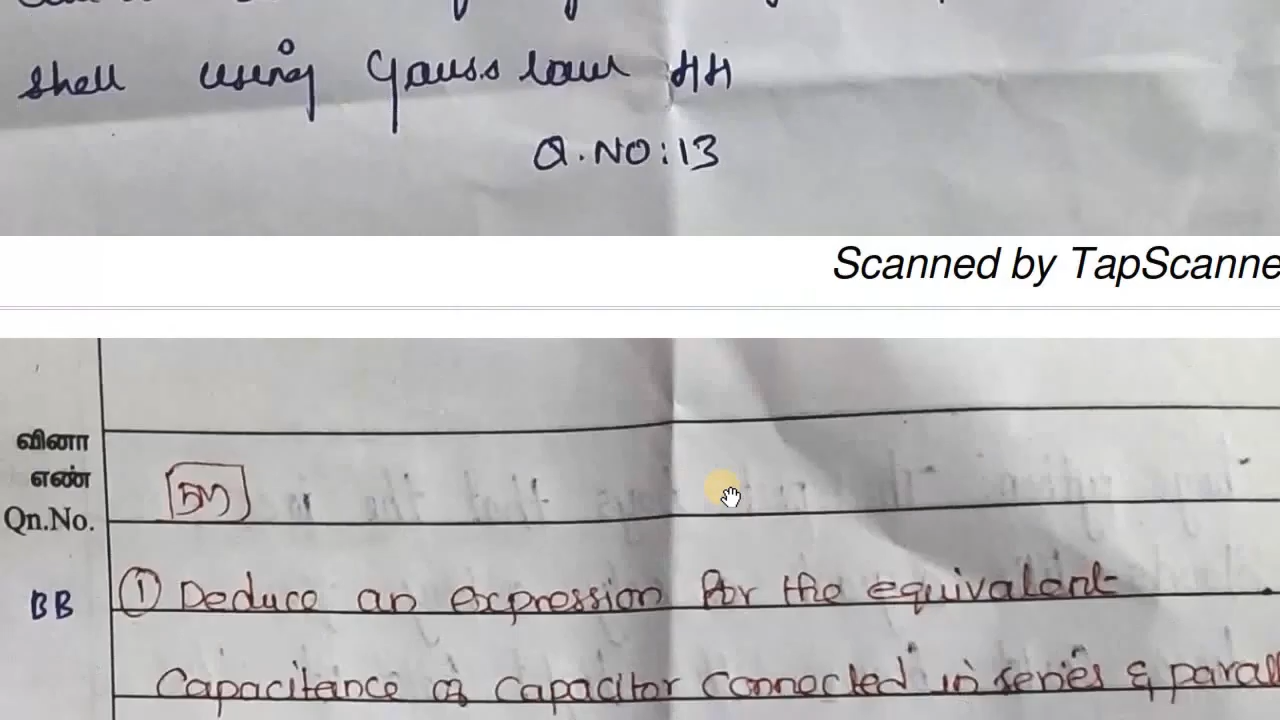 shell using Gauss law HH
Q.NO:13
Scanned by TapScanne
வினா
எண்
Qn.No.
5M
BB ① Deduce an expression for the equivalent
Capacitance of capacitor connected in series & parall